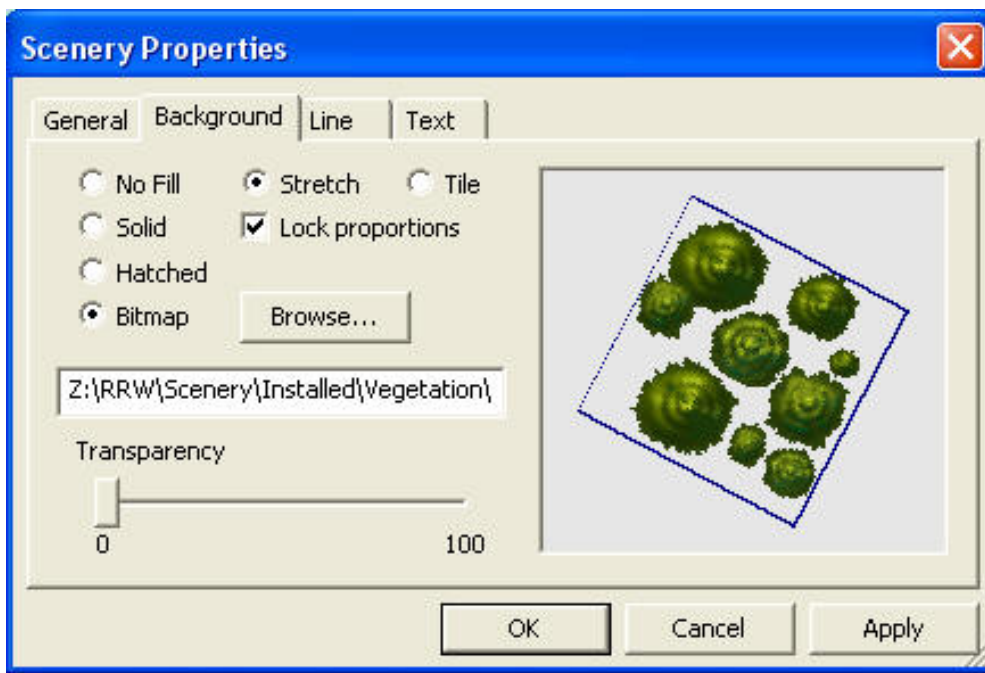 Scenery Properties
General Background Line Text
No Fill Stretch Tile
Solid Lock proportions
Hatched
Bitmap Browse...
Z:\RRW\Scenery\Installed\Vegetation\
Transparency
0 100
OK Cancel Apply